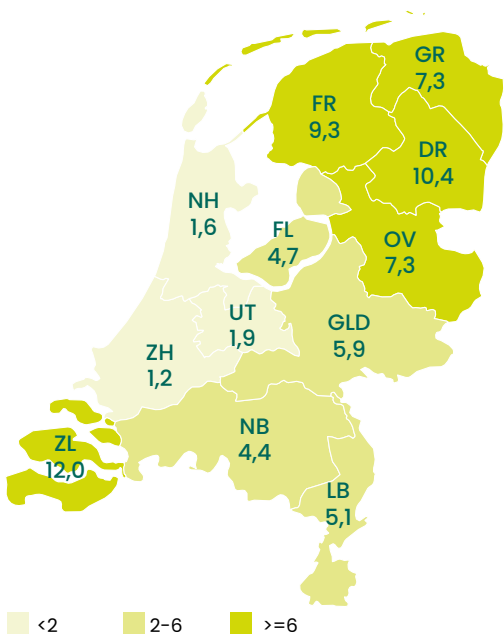 GR
7,3
FR
9,3
DR
10,4
NH
1,6
FL
4,7
OV
7,3
UT
1,9
GLD
5,9
ZH
1,2
NB
4,4
ZL
12,0
LB
5,1
<2
2-6
>=6